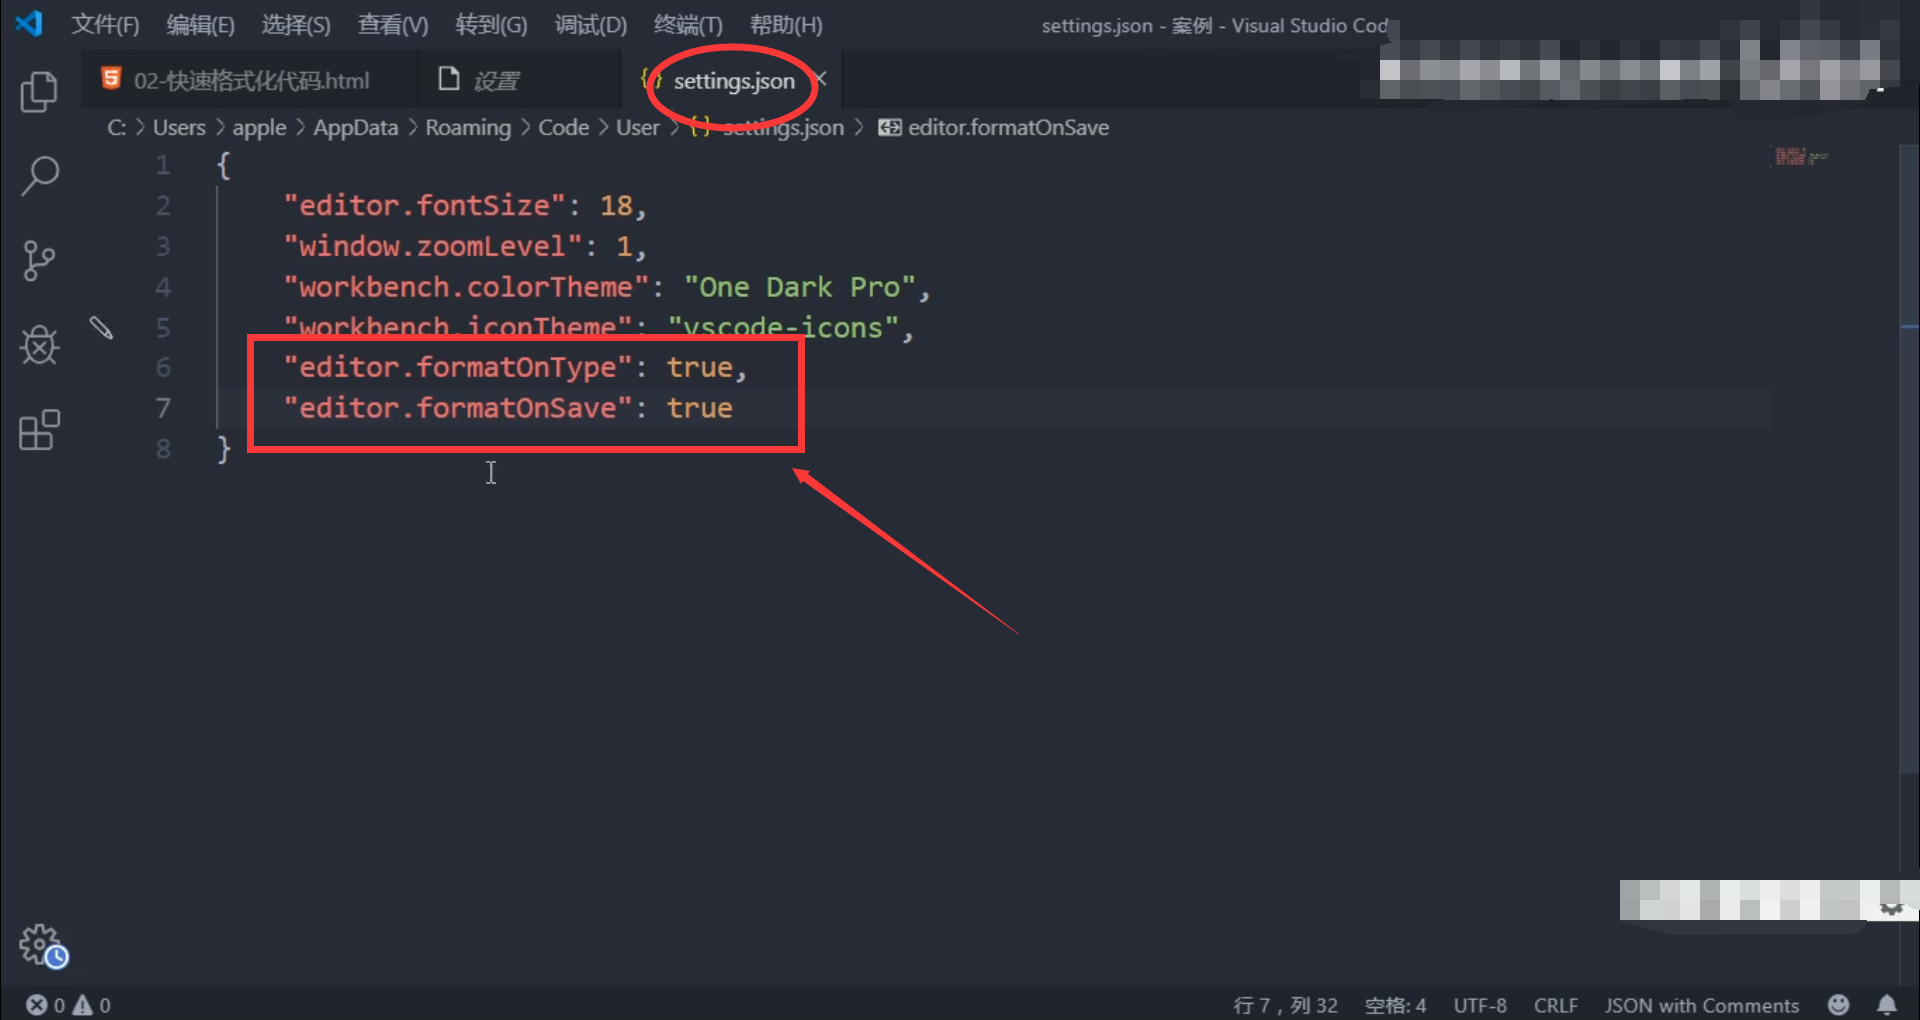 文件(F) 编辑(E) 选择(S) 查看(V) 转到(G) 调试(D) 终端(T) 帮助(H) settings.json - 案例 - Visual Studio Cod
02-快速格式化代码.html 设置 {} settings.json ×
C: > Users > apple > AppData > Roaming > Code > User > {} settings.json > editor.formatOnSave
1 {
2 "editor.fontSize": 18,
3 "window.zoomLevel": 1,
4 "workbench.colorTheme": "One Dark Pro",
5 "workbench.iconTheme": "vscode-icons",
6 "editor.formatOnType": true,
7 "editor.formatOnSave": true
8 }
0 0 行 7，列 32 空格: 4 UTF-8 CRLF JSON with Comments